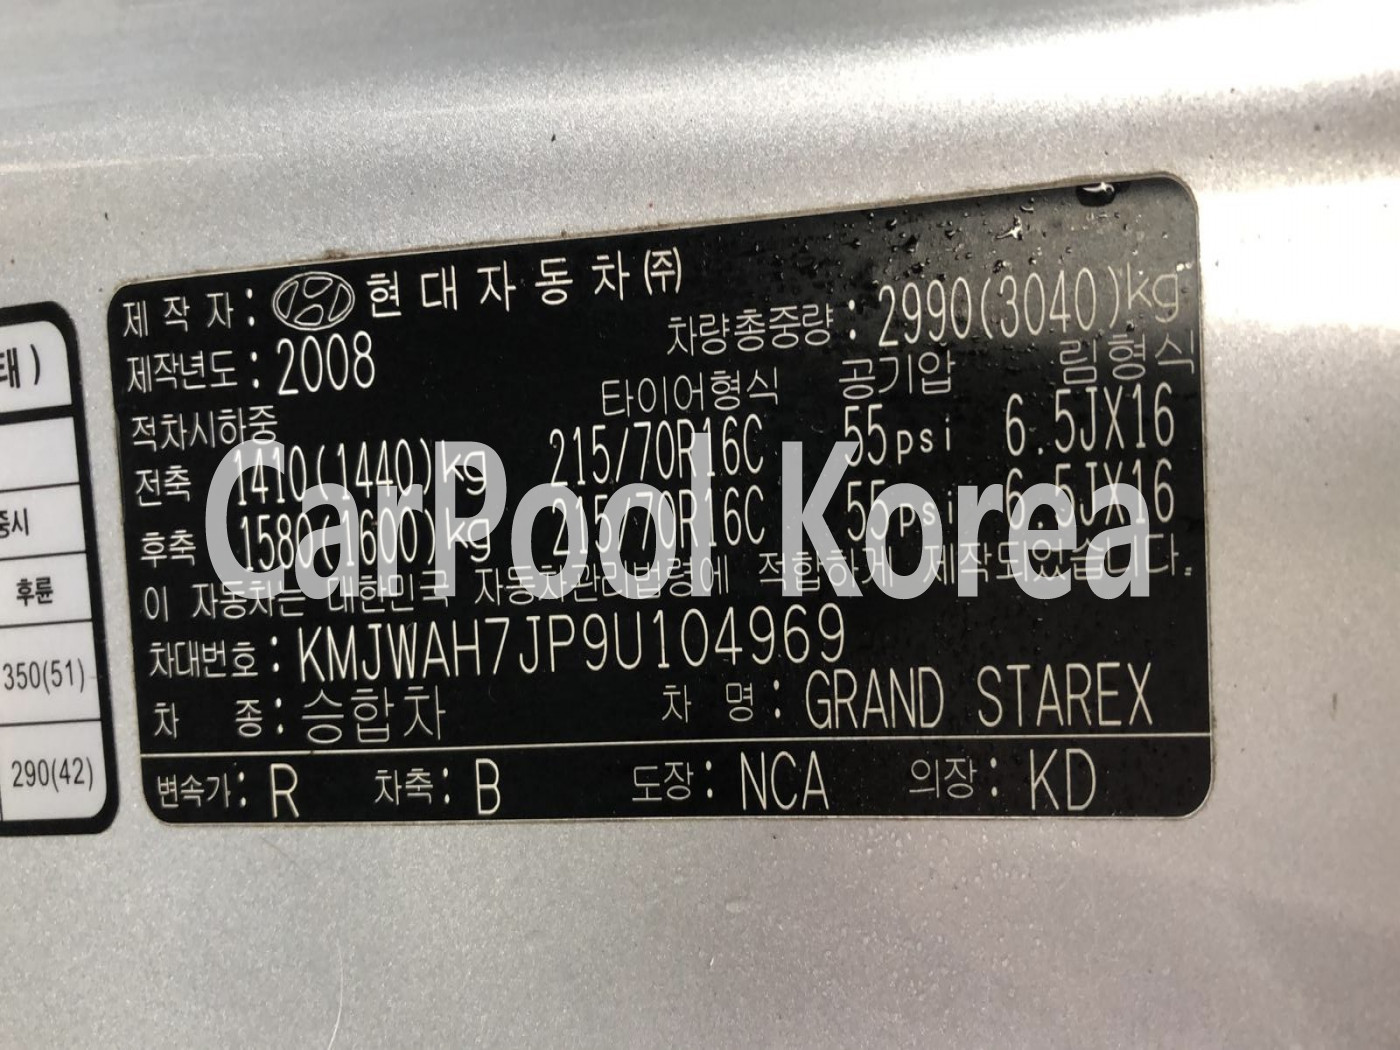 제 작 자 : 현 대 자 동 차 ㈜
제작년도 : 2008
차량총중량 : 2990(3040)kg
적차시하중 타이어형식 공기압 림형식
전축 1410(1440)kg 215/70R16C 55psi 6.5JX16
후축 1580(1600)kg 215/70R16C 55psi 6.5JX16
이 자동차는 대한민국 자동차관리법령에 적합하게 제작되었습니다.
차대번호 : KMJWAH7JP9U104969
차 종 : 승합차 차 명 : GRAND STAREX
변속기 : R 차축 : B 도장 : NCA 의장 : KD
CarPool Korea
태)
중시
후륜
350(51)
290(42)